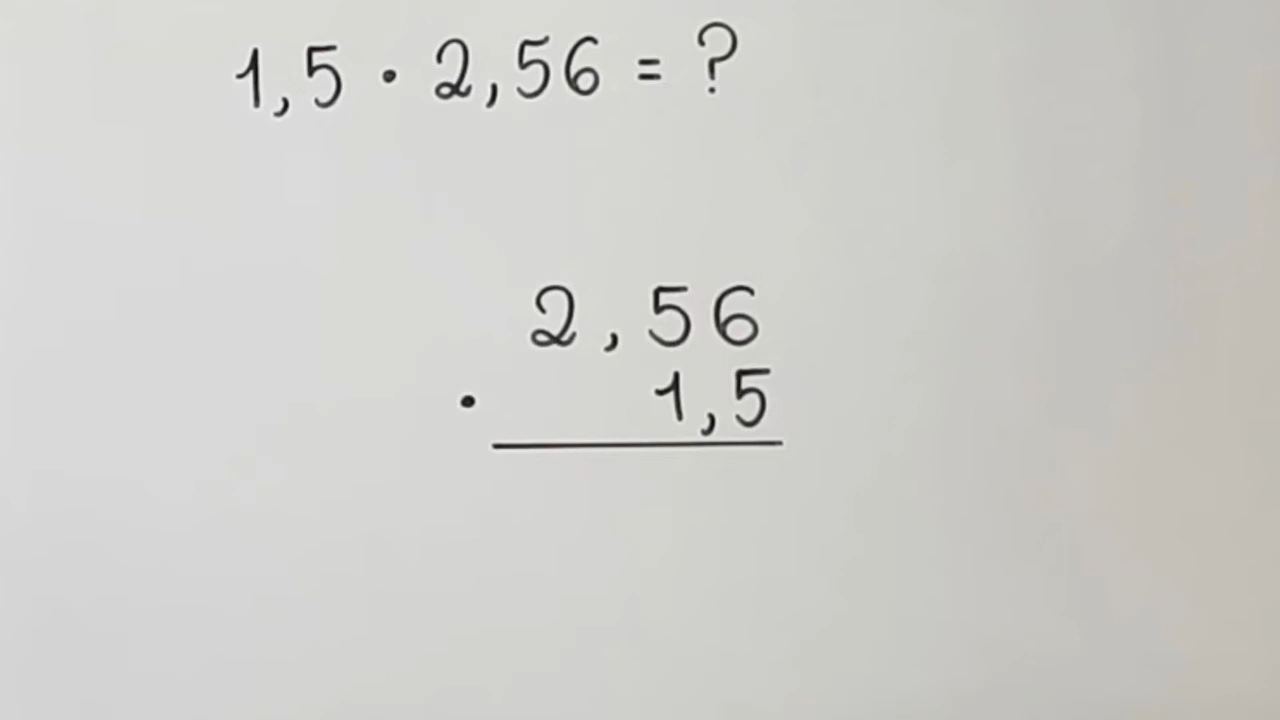 1,5 · 2,56 = ?
2,56
· 1,5